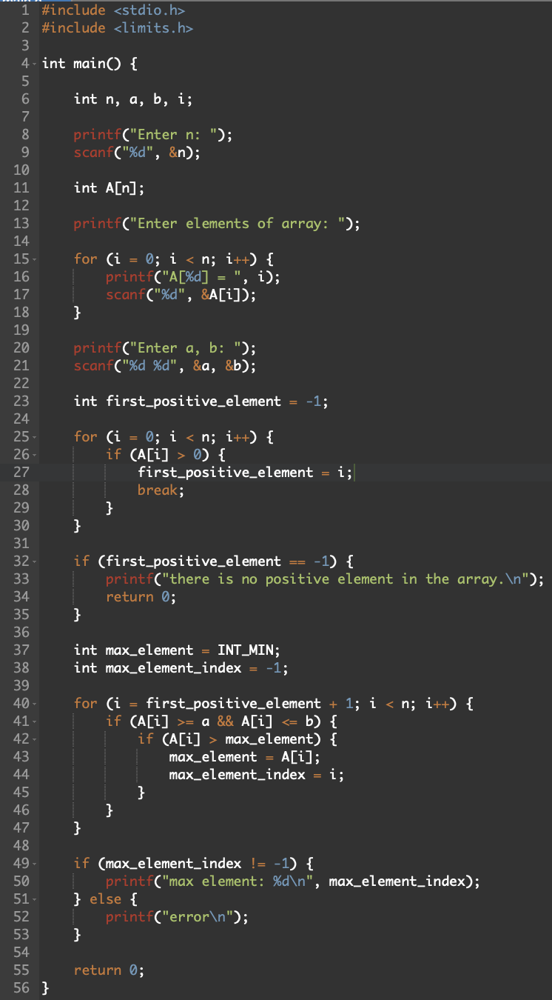 1 #include <stdio.h>
2 #include <limits.h>
3
4 int main() {
5
6     int n, a, b, i;
7
8     printf("Enter n: ");
9     scanf("%d", &n);
10
11     int A[n];
12
13     printf("Enter elements of array: ");
14
15     for (i = 0; i < n; i++) {
16         printf("A[%d] = ", i);
17         scanf("%d", &A[i]);
18     }
19
20     printf("Enter a, b: ");
21     scanf("%d %d", &a, &b);
22
23     int first_positive_element = -1;
24
25     for (i = 0; i < n; i++) {
26         if (A[i] > 0) {
27             first_positive_element = i;
28             break;
29         }
30     }
31
32     if (first_positive_element == -1) {
33         printf("there is no positive element in the array.\n");
34         return 0;
35     }
36
37     int max_element = INT_MIN;
38     int max_element_index = -1;
39
40     for (i = first_positive_element + 1; i < n; i++) {
41         if (A[i] >= a && A[i] <= b) {
42             if (A[i] > max_element) {
43                 max_element = A[i];
44                 max_element_index = i;
45             }
46         }
47     }
48
49     if (max_element_index != -1) {
50         printf("max element: %d\n", max_element_index);
51     } else {
52         printf("error\n");
53     }
54
55     return 0;
56 }